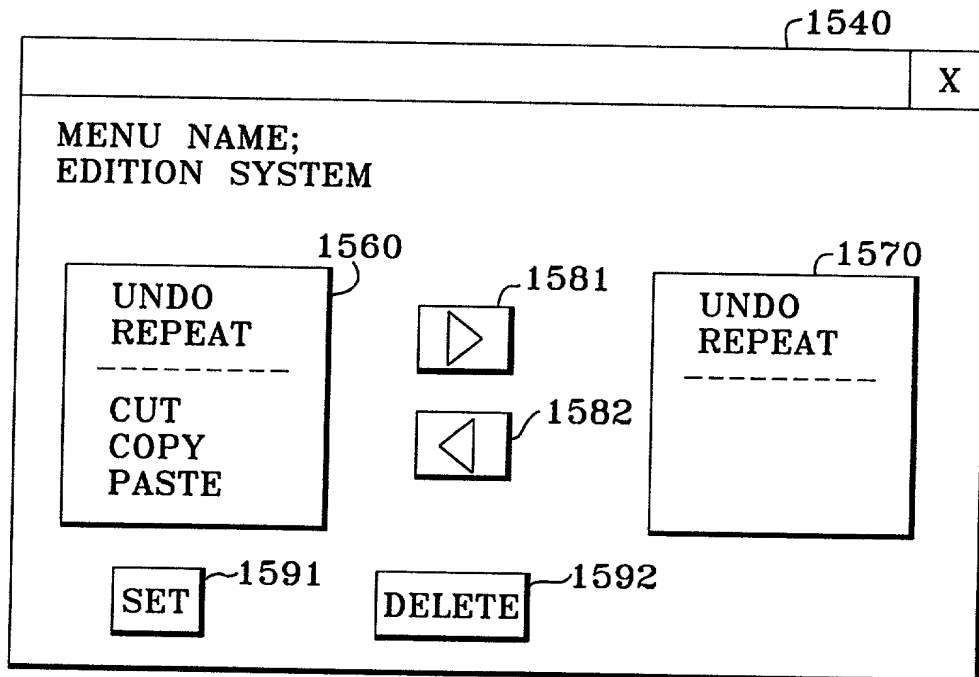 1540
X
MENU NAME;
EDITION SYSTEM
1560
UNDO
REPEAT
CUT
COPY
PASTE
1581
1582
1570
UNDO
REPEAT
SET
1591
DELETE
1592